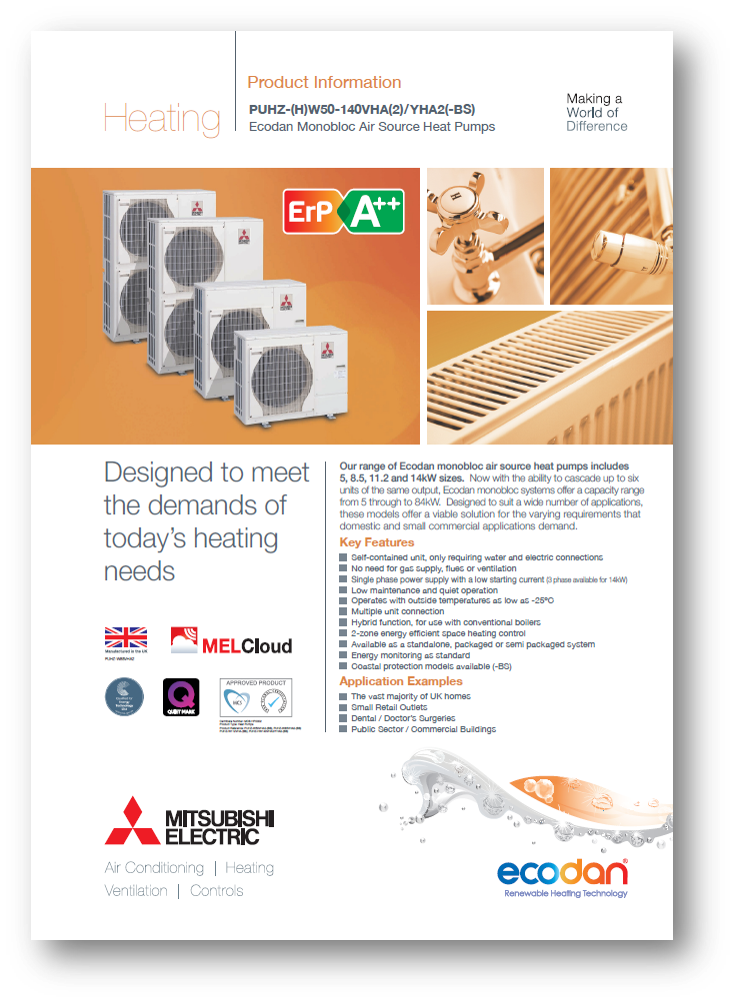 Product Information
PUHZ-(H)W50-140VHA(2)/YHA2(-BS)
Ecodan Monobloc Air Source Heat Pumps
Heating
Making a
World of
Difference
ErP A++
Designed to meet
the demands of
today's heating
needs
Our range of Ecodan monobloc air source heat pumps includes
5, 8.5, 11.2 and 14kW sizes. Now with the ability to cascade up to six
units of the same output, Ecodan monobloc systems offer a capacity range
from 5 through to 84kW. Designed to suit a wide number of applications,
these models offer a viable solution for the varying requirements that
domestic and small commercial applications demand.
Key Features
Self-contained unit, only requiring water and electric connections
No need for gas supply, flues or ventilation
Single phase power supply with a low starting current (3 phase available for 14kW)
Low maintenance and quiet operation
Operates with outside temperatures as low as -25°C
Multiple unit connection
Hybrid function, for use with conventional boilers
2-zone energy efficient space heating control
Available as a standalone, packaged or semi packaged system
Energy monitoring as standard
Coastal protection models available (-BS)
Application Examples
The vast majority of UK homes
Small Retail Outlets
Dental / Doctor's Surgeries
Public Sector / Commercial Buildings
Manufactured in the UK
MELCloud
QUIET MARK
APPROVED PRODUCT
MCS
MITSUBISHI
ELECTRIC
Air Conditioning | Heating
Ventilation | Controls
ecodan®
Renewable Heating Technology